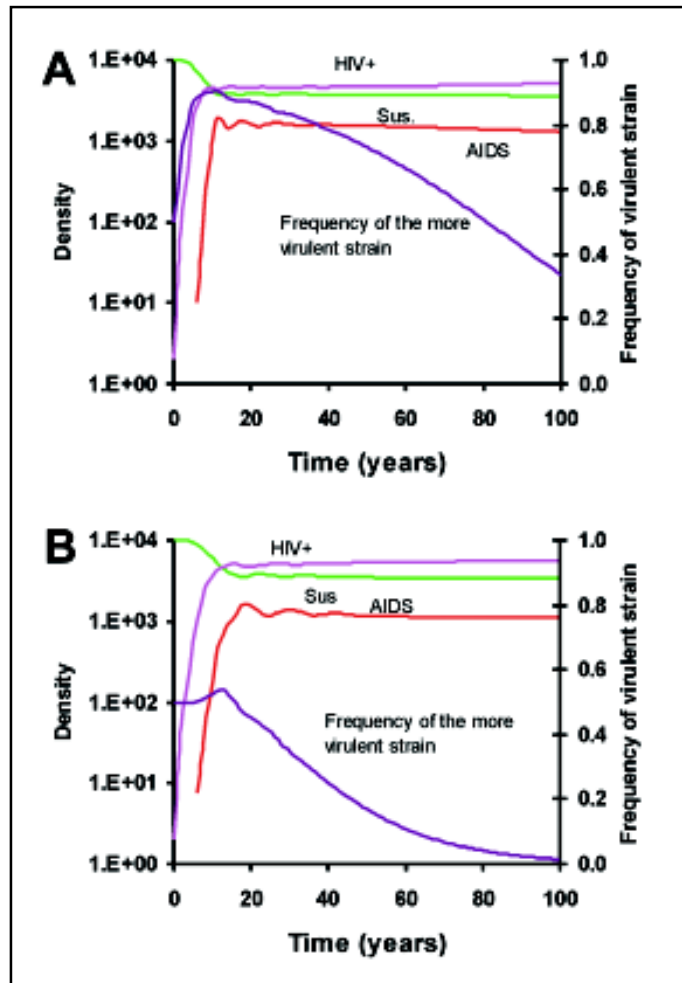 A
HIV+
1.E+04
1.0
1.E+03
0.8
Sus.
AIDS
Density
1.E+02
0.6
Frequency of the more
virulent strain
0.4
1.E+01
0.2
1.E+00
0.0
Frequency of virulent strain
0 20 40 60 80 100
Time (years)
B
HIV+
1.E+04
1.0
1.E+03
0.8
Sus
AIDS
Density
1.E+02
0.6
Frequency of the more
virulent strain
0.4
1.E+01
0.2
1.E+00
0.0
Frequency of virulent strain
0 20 40 60 80 100
Time (years)